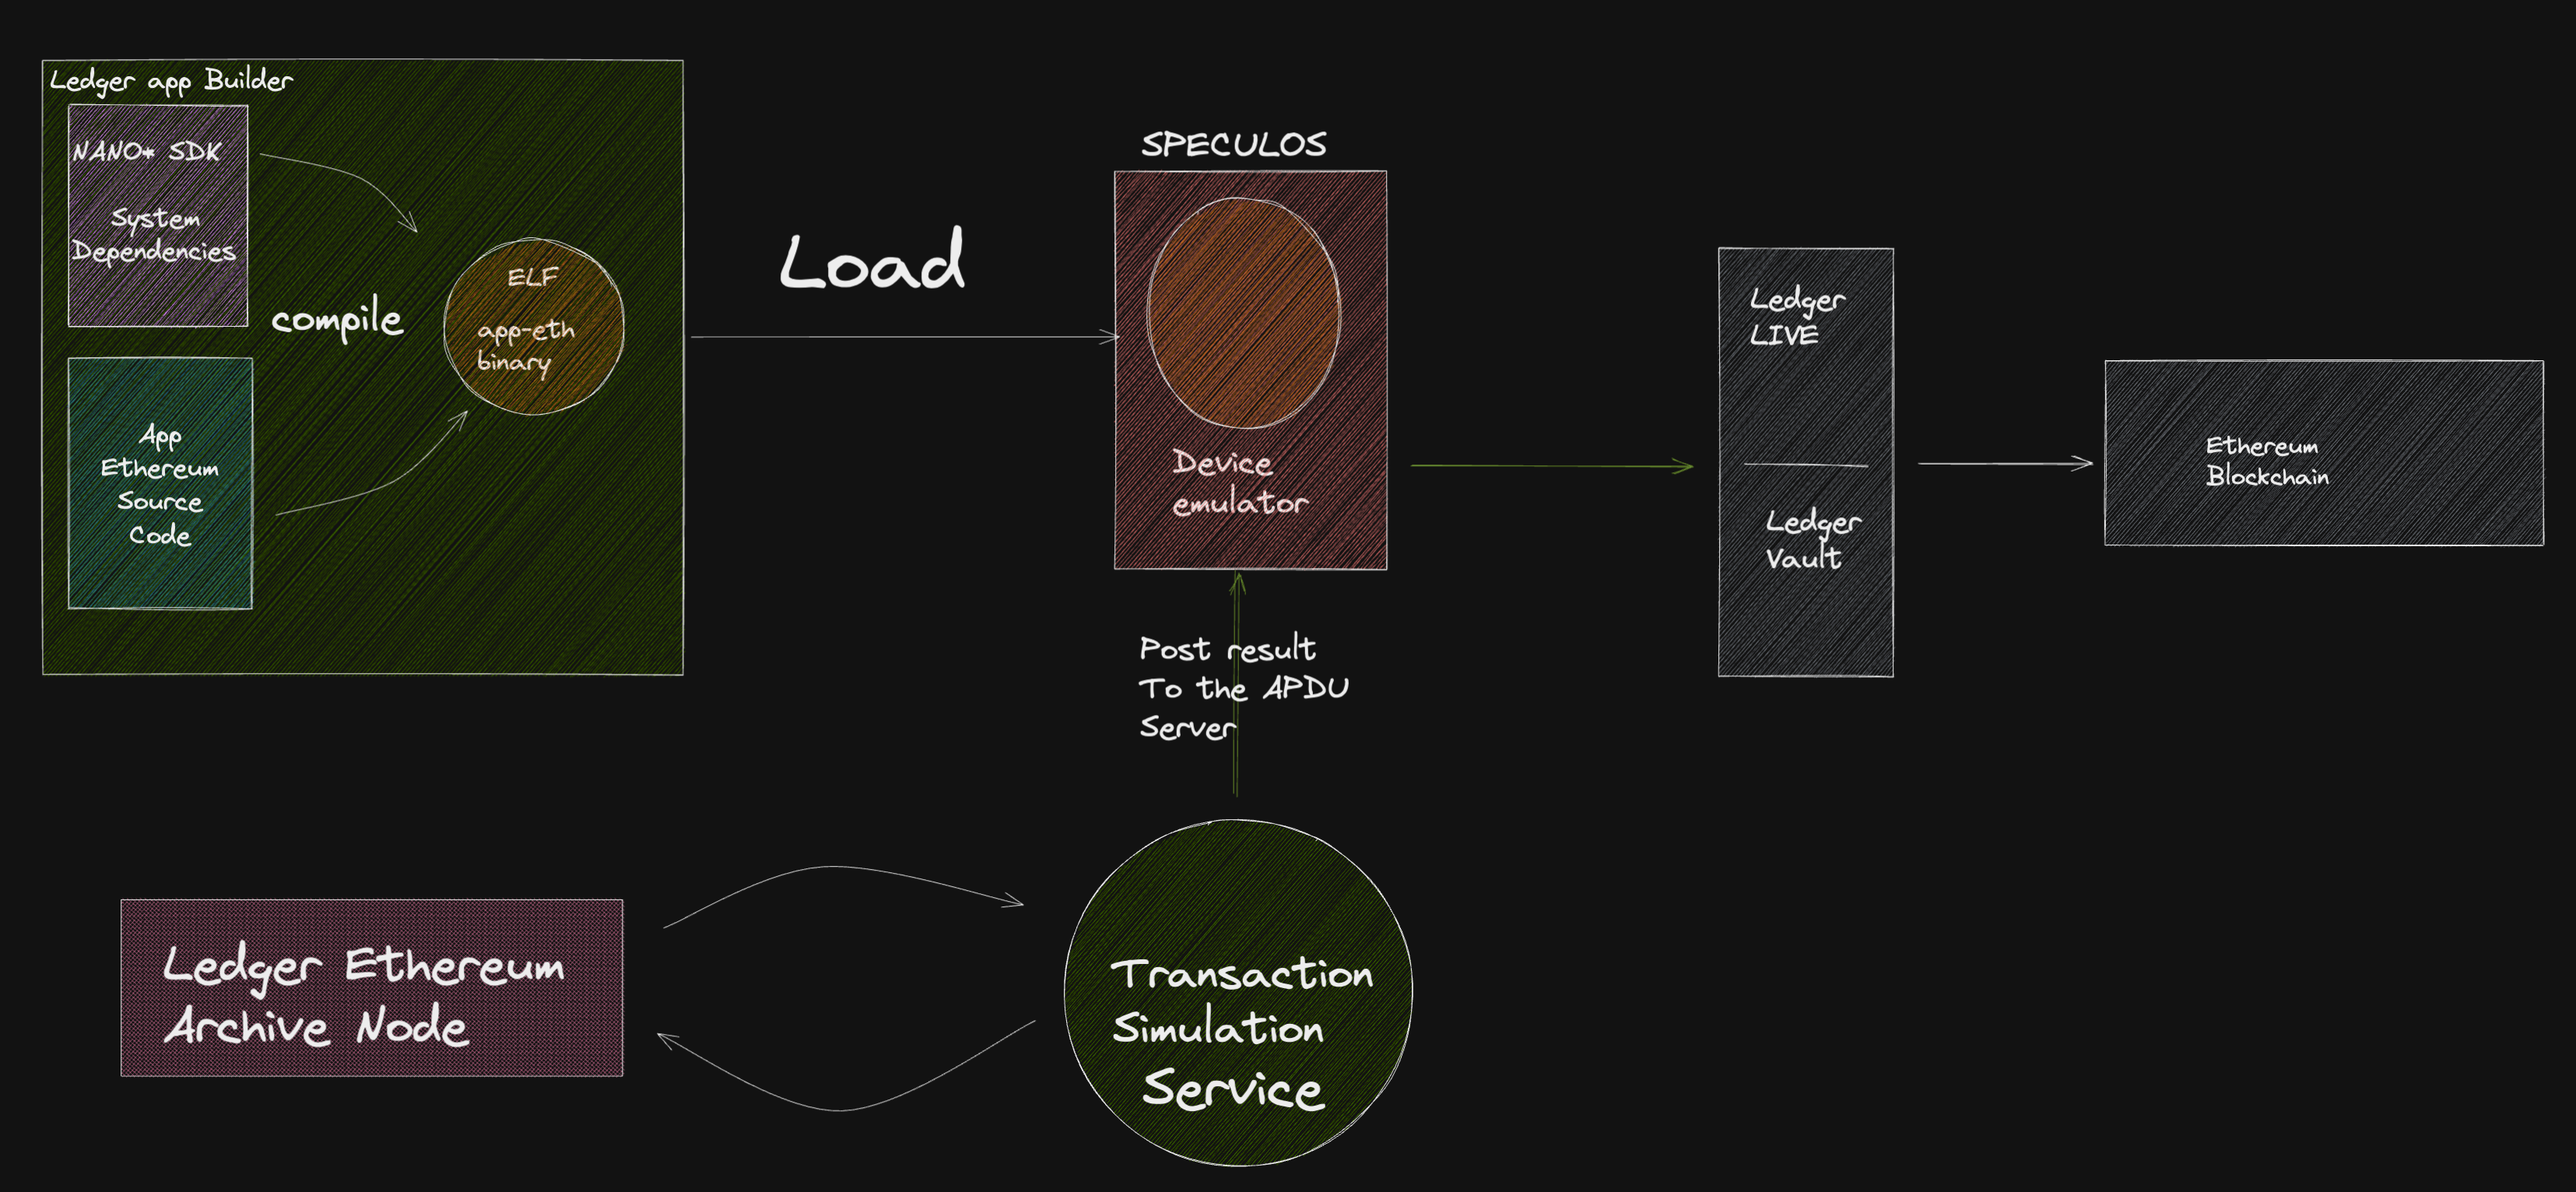 Ledger app Builder
NANO* SDK
System
Dependencies
compile
ELF
app-eth
binary
App
Ethereum
Source
Code
Load
SPECULOS
Device
emulator
Ledger
LIVE
Ledger
Vault
Ethereum
Blockchain
Post result
To the APDU
Server
Ledger Ethereum
Archive Node
Transaction
Simulation
Service